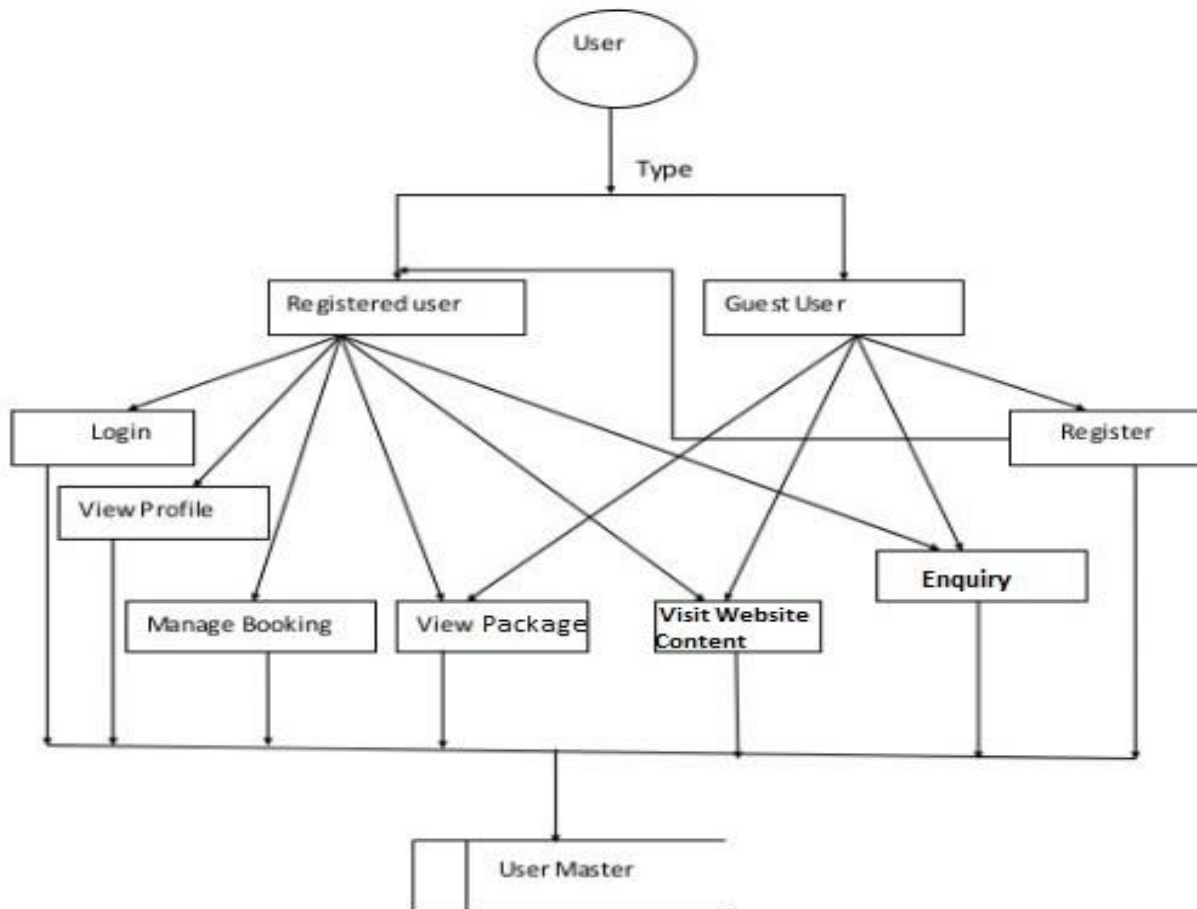 User
Type
Registered user
Guest User
Login
Register
View Profile
Enquiry
Manage Booking
View Package
Visit Website
Content
User Master